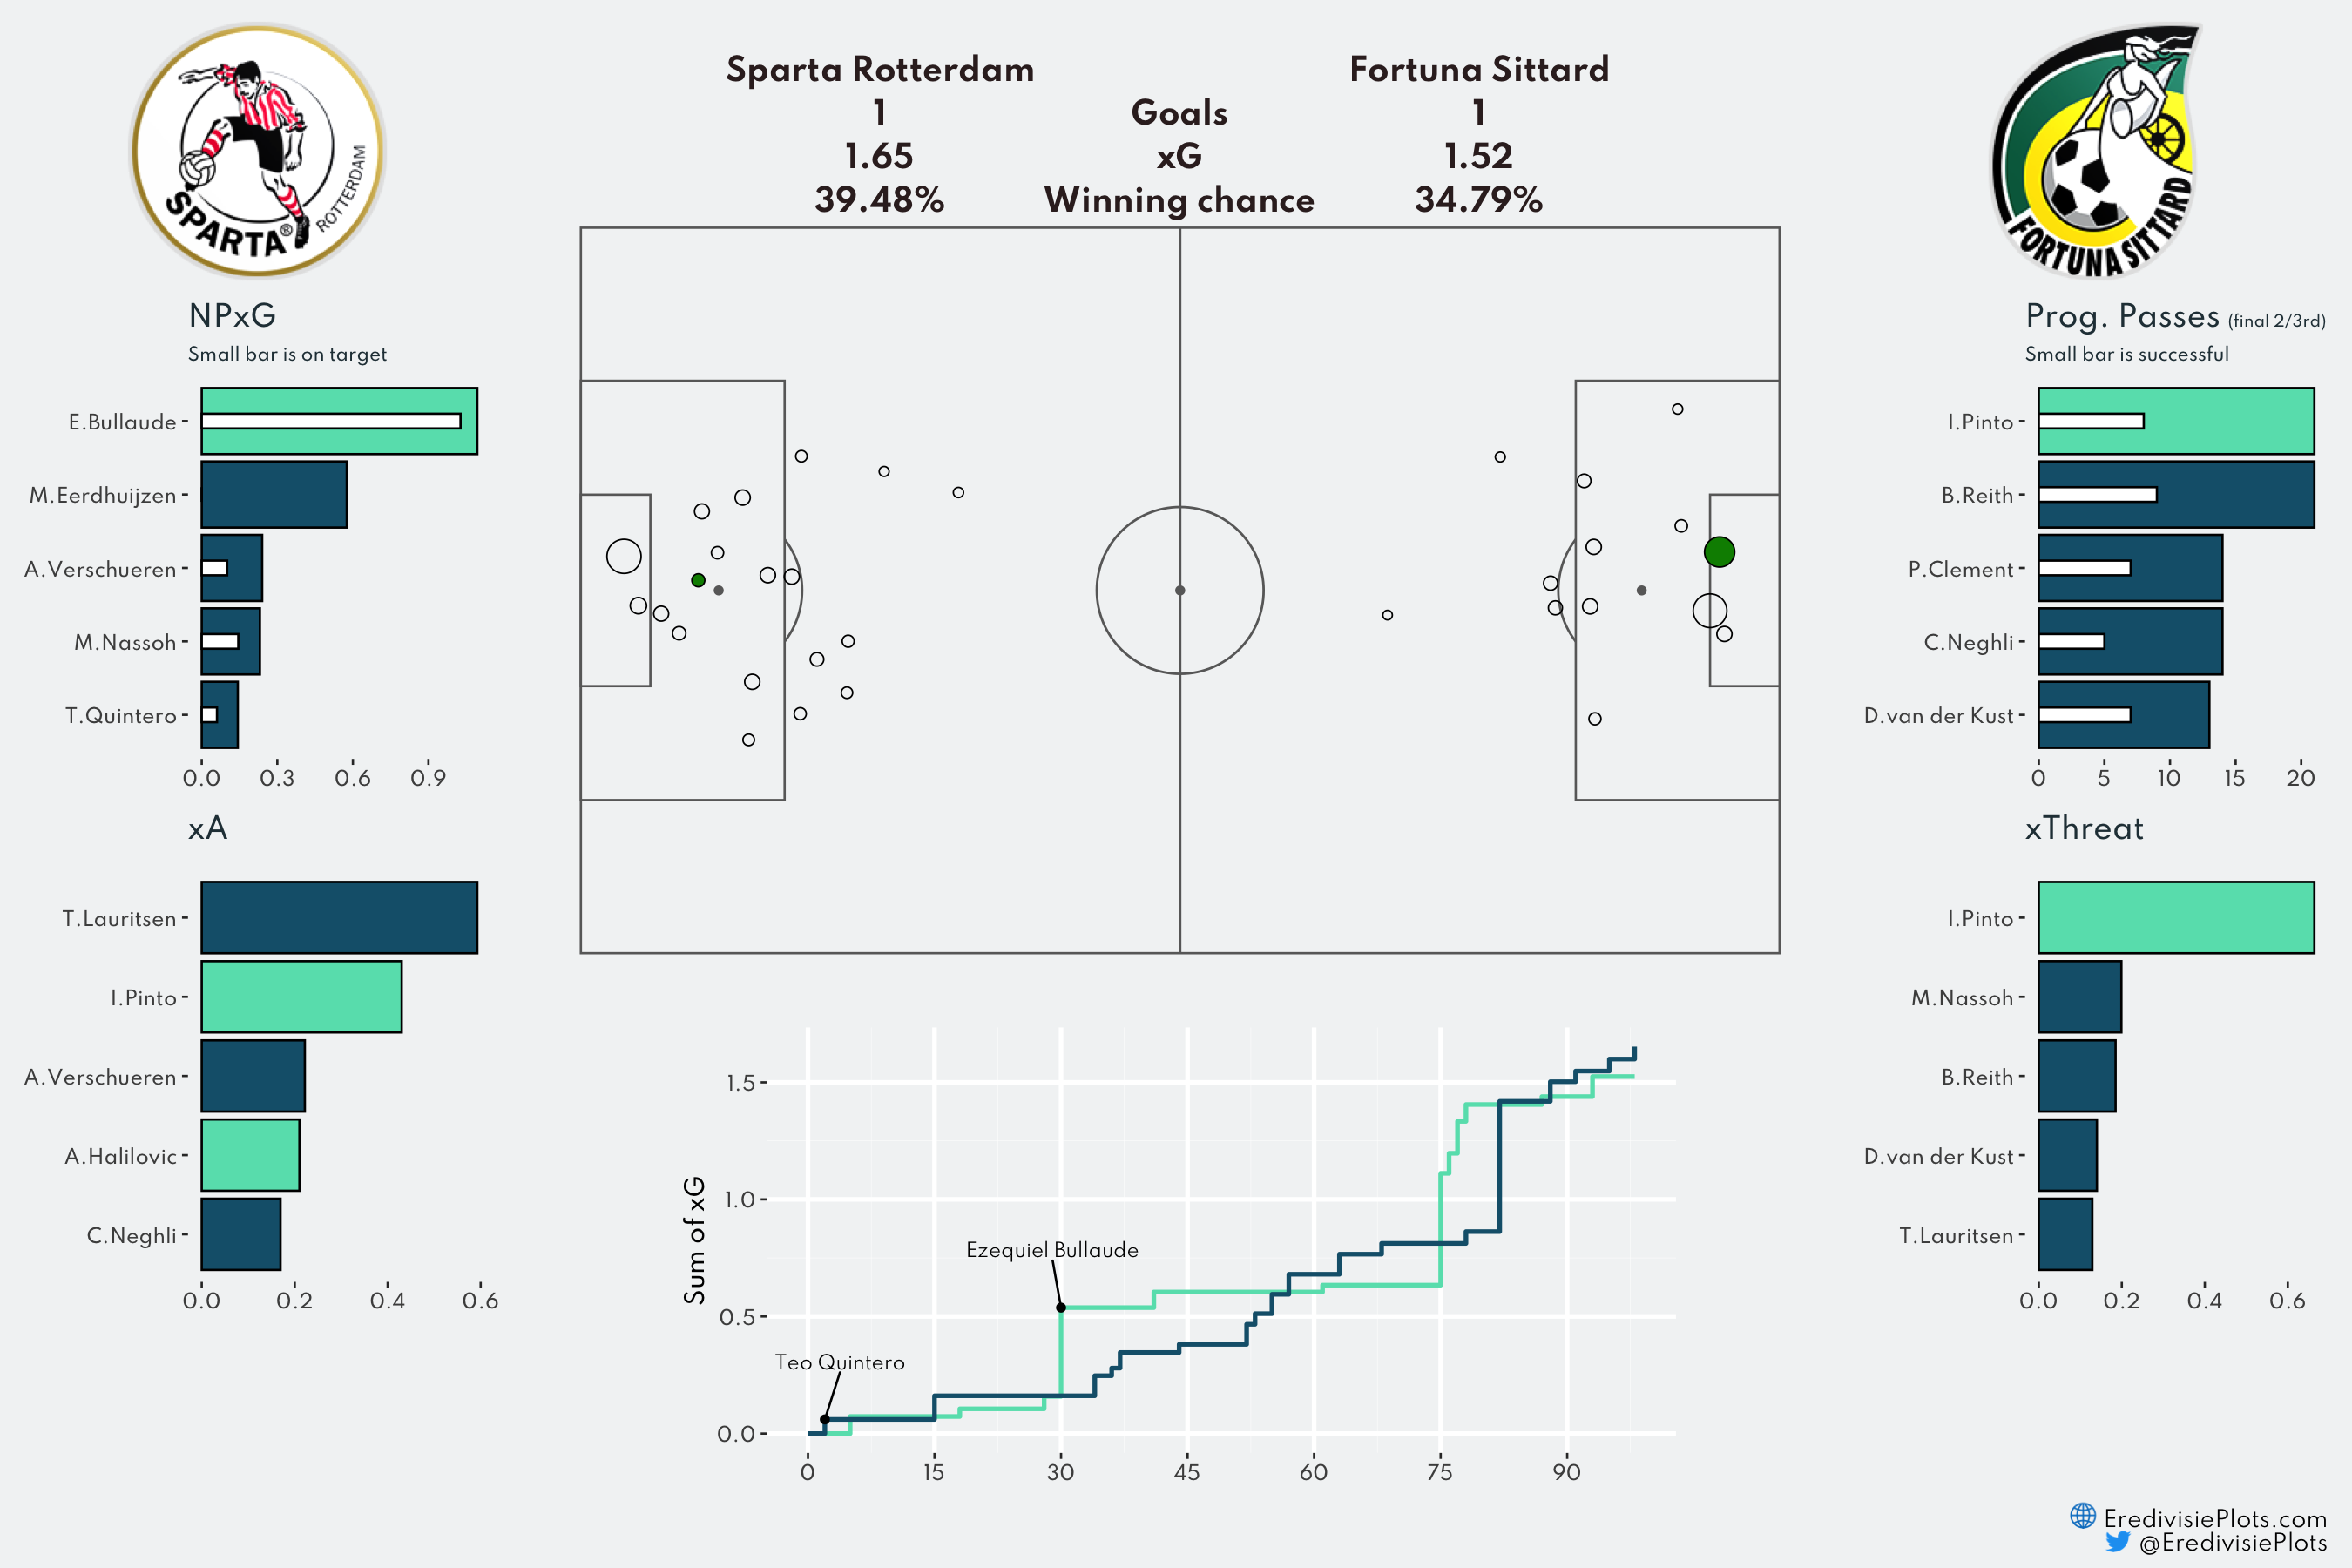 SPARTA®
ROTTERDAM
Sparta Rotterdam Fortuna Sittard
1 Goals 1
1.65 xG 1.52
39.48% Winning chance 34.79%
FORTUNA SITTARD
NPxG
Small bar is on target
E.Bullaude
M.Eerdhuijzen
A.Verschueren
M.Nassoh
T.Quintero
0.0 0.3 0.6 0.9
xA
T.Lauritsen
I.Pinto
A.Verschueren
A.Halilovic
C.Neghli
0.0 0.2 0.4 0.6
Sum of xG
1.5
1.0
0.5
0.0
Ezequiel Bullaude
Teo Quintero
0 15 30 45 60 75 90
Prog. Passes (final 2/3rd)
Small bar is successful
I.Pinto
B.Reith
P.Clement
C.Neghli
D.van der Kust
0 5 10 15 20
xThreat
I.Pinto
M.Nassoh
B.Reith
D.van der Kust
T.Lauritsen
0.0 0.2 0.4 0.6
EredivisiePlots.com
@EredivisiePlots